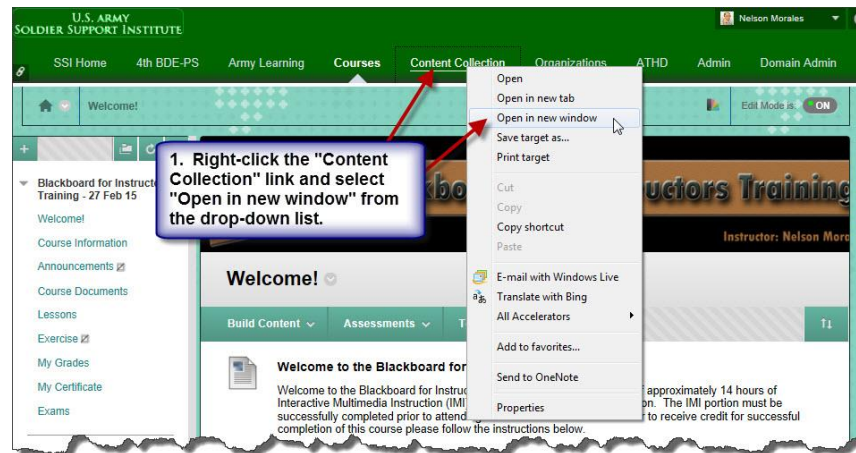 U.S. ARMY
SOLDIER SUPPORT INSTITUTE
Nelson Morales
SSI Home 4th BDE-PS Army Learning Courses Content Collection Organizations ATHD Admin Domain Admin
Welcome!
Edit Mode is: ON
1. Right-click the "Content
Collection" link and select
"Open in new window" from
the drop-down list.
Open
Open in new tab
Open in new window
Save target as...
Print target
Cut
Copy
Copy shortcut
Paste
E-mail with Windows Live
Translate with Bing
All Accelerators
Add to favorites...
Send to OneNote
Properties
Training - 27 Feb 15
Blackboard for
Welcome!
Course Information
Announcements
Course Documents
Lessons
Exercise
My Grades
My Certificate
Exams
Training
Instructor: Nelson
Welcome!
Build Content Assessments
Welcome to the Blackboard for
Welcome to the Blackboard for approximately 14 hours of
Interactive Multimedia Instruction (IMI) The IMI portion must be
successfully completed prior to to receive credit for successful
completion of this course please follow the instructions below.